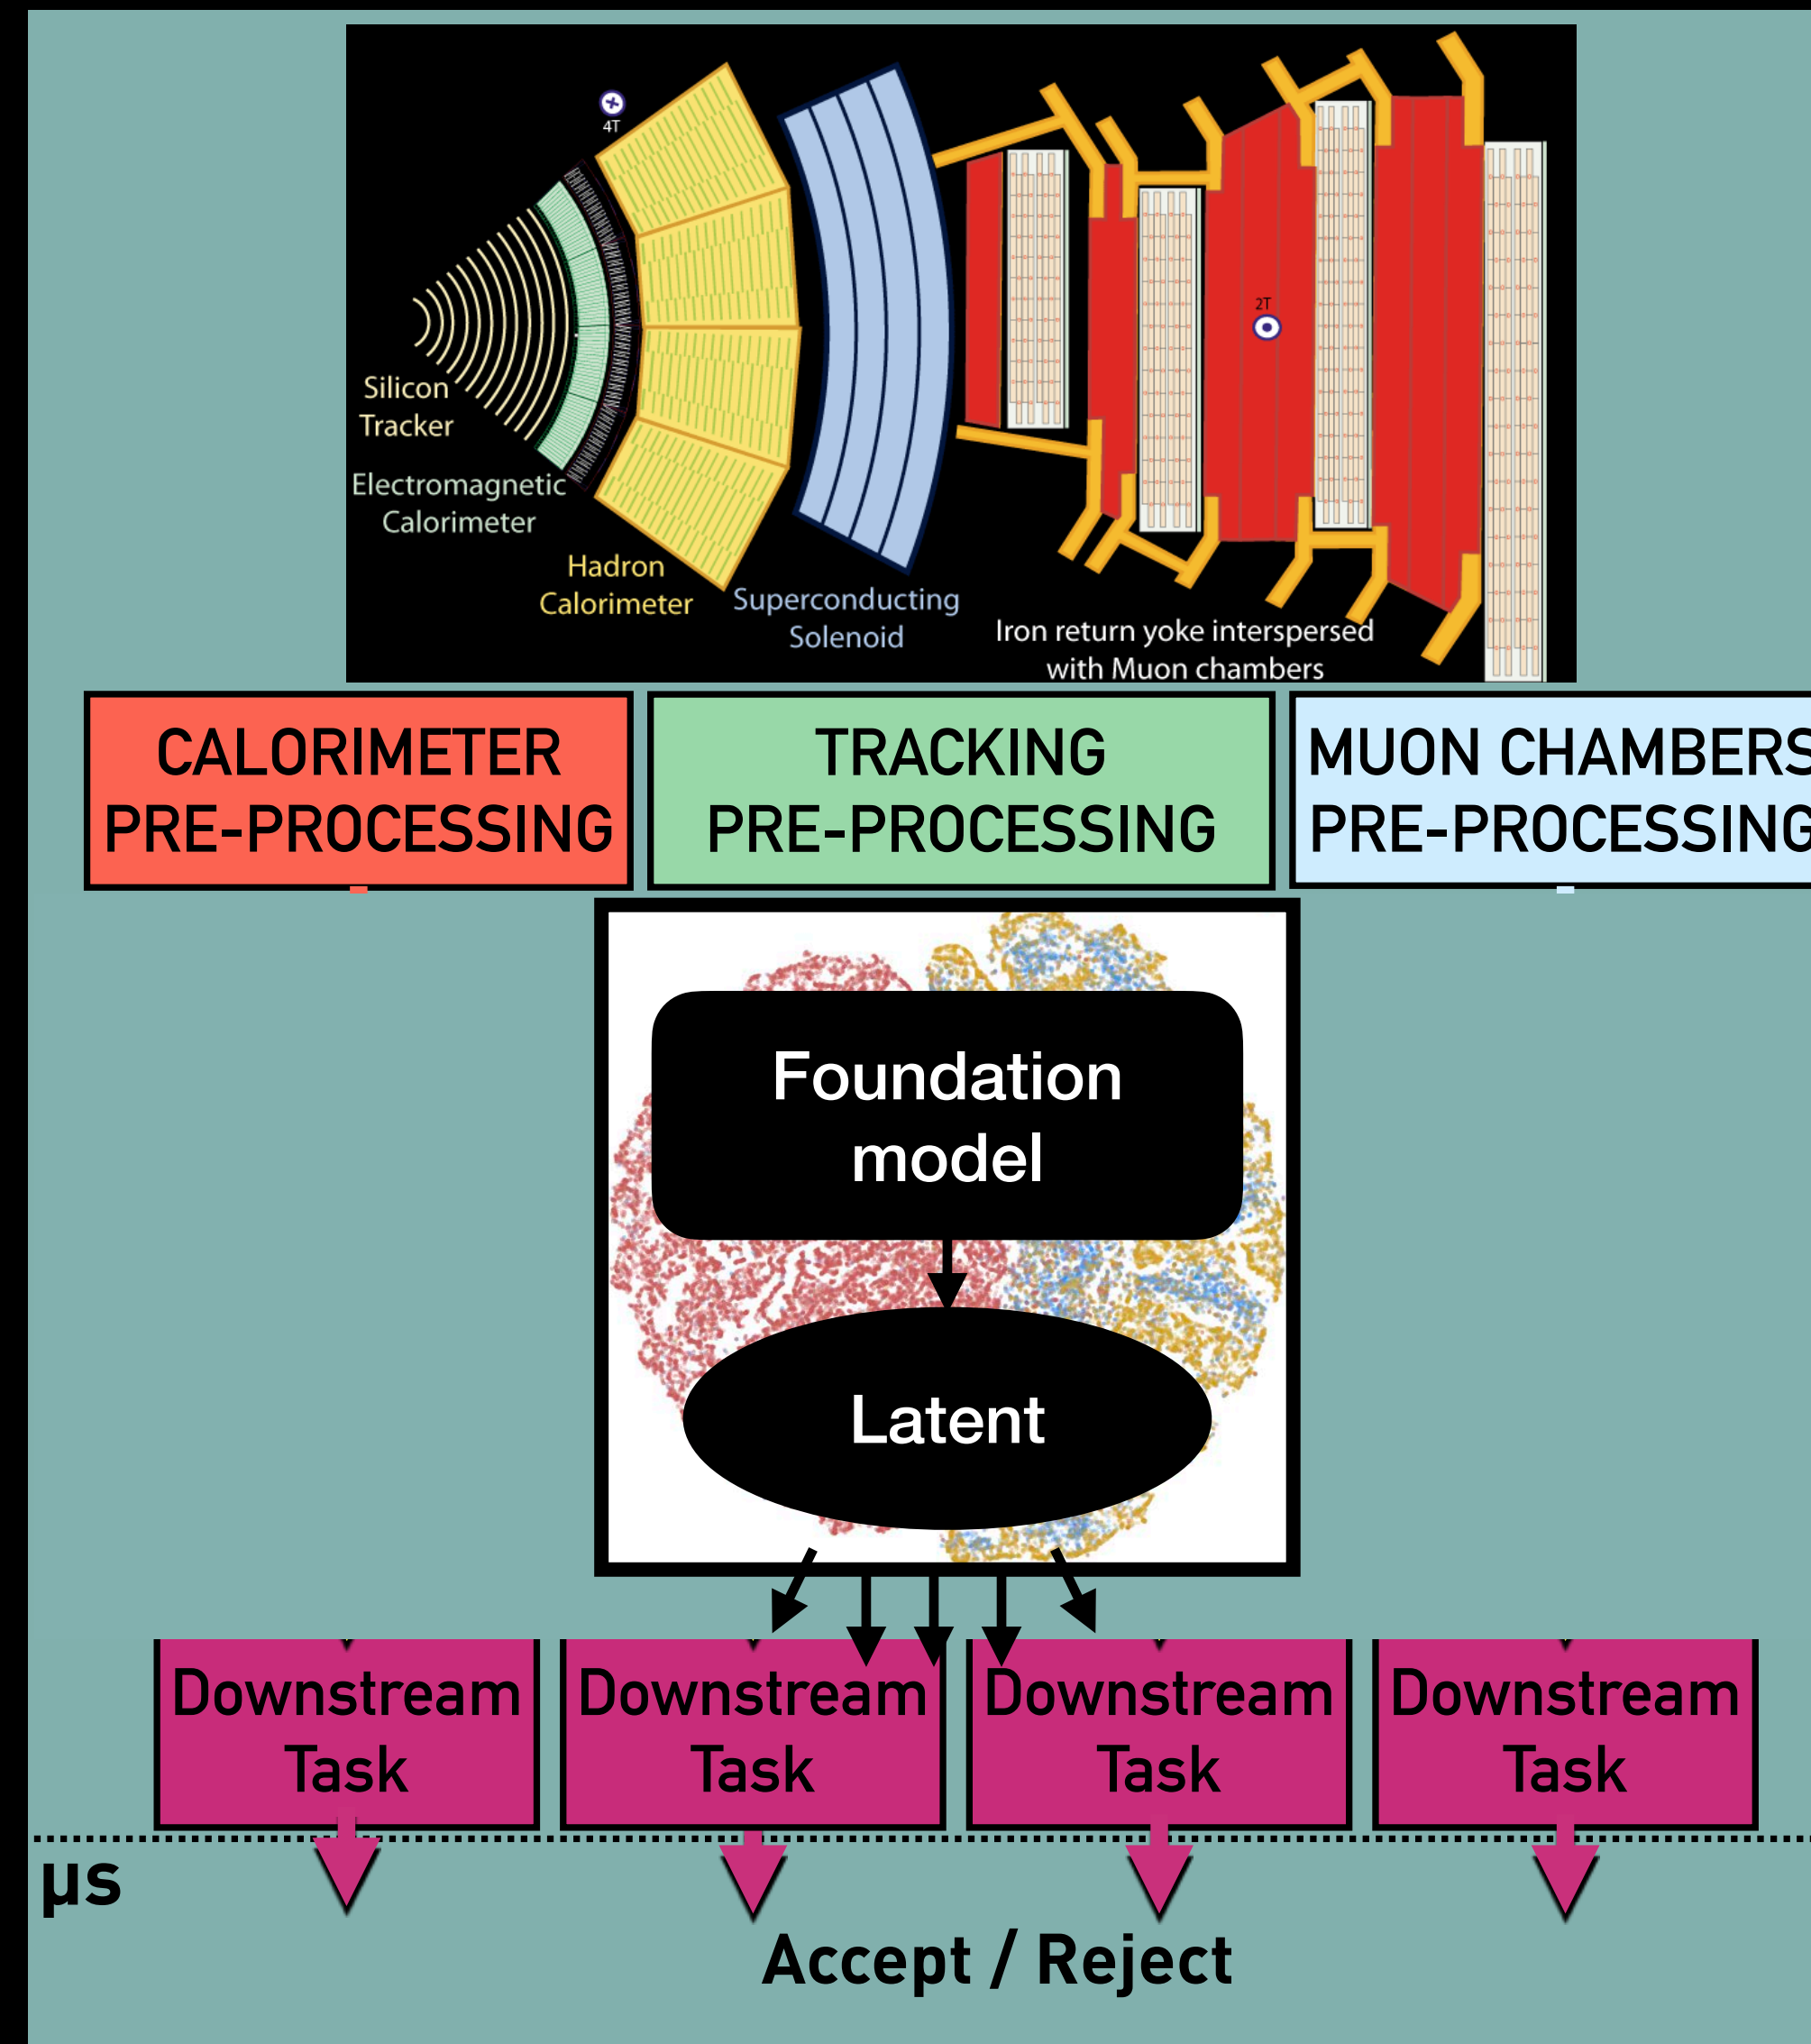 4T
2T
Silicon
Tracker
Electromagnetic
Calorimeter
Hadron
Calorimeter
Superconducting
Solenoid
Iron return yoke interspersed
with Muon chambers
CALORIMETER
PRE-PROCESSING
TRACKING
PRE-PROCESSING
MUON CHAMBERS
PRE-PROCESSING
Foundation
model
Latent
Downstream
Task
Downstream
Task
Downstream
Task
Downstream
Task
µs
Accept / Reject